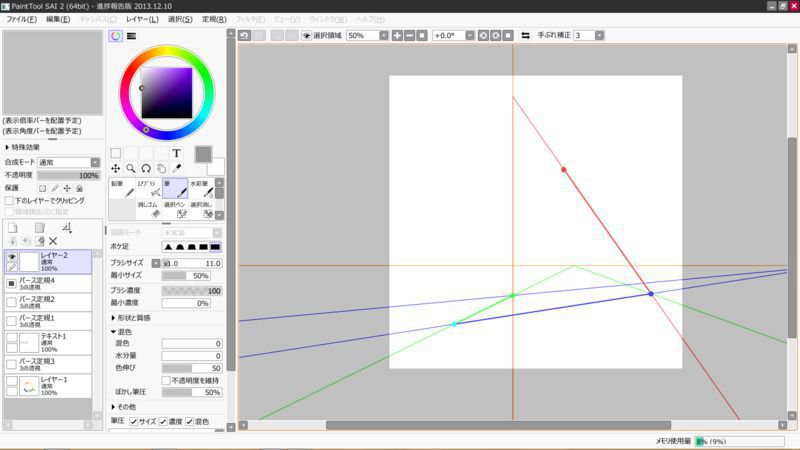 PaintTool SAI 2 (64bit) - 進捗報告版 2013.12.10
ファイル(F) 編集(E) キャンバス(C) レイヤー(L) 選択(S) 定規(R) フィルタ(F) ビュー(V) ウィンドウ(W) ヘルプ(H)
選択領域 50% +0.0° 手ぶれ補正 3
(表示倍率バーを配置予定)
(表示角度バーを配置予定)
特殊効果
合成モード 通常
不透明度 100%
保護
下のレイヤーでクリッピング
領域検出元に指定
レイヤー2
通常
100%
パース定規4
3点透視
パース定規2
3点透視
パース定規1
3点透視
テキスト1
通常
100%
パース定規3
3点透視
レイヤー1
通常
100%
T
鉛筆 エアブラシ 筆 水彩筆
消しゴム 選択ペン 選択消し
描画モード 未実装
ボケ足
ブラシサイズ x1.0 11.0
最小サイズ 50%
ブラシ濃度 100
最小濃度 0%
形状と質感
混色
混色 0
水分量 0
色伸び 50
不透明度を維持
ぼかし筆圧 50%
その他
筆圧 サイズ 濃度 混色
メモリ使用量 8% (9%)